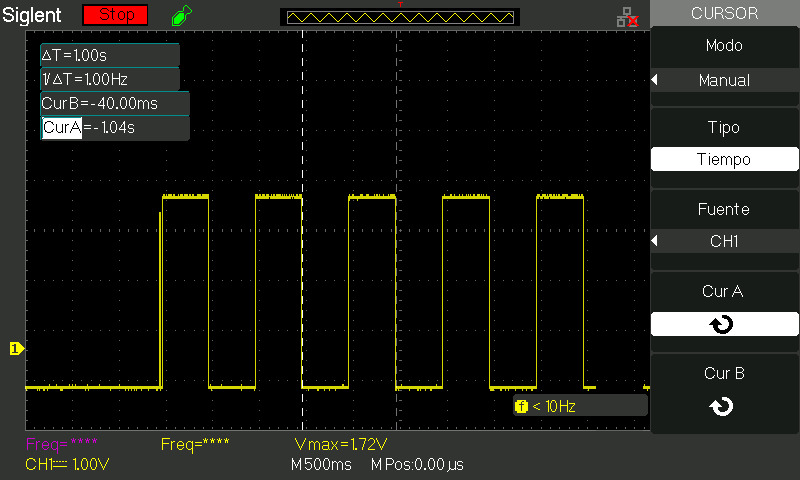 Siglent Stop T CURSOR
ΔT=1.00s
1/ΔT=1.00Hz
CurB=-40.00ms
CurA=-1.04s
Modo
Manual
Tipo
Tiempo
Fuente
CH1
Cur A
Cur B
1
f < 10Hz
Freq=**** Freq=**** Vmax=1.72V
CH1 1.00V M500ms MPos:0.00µs